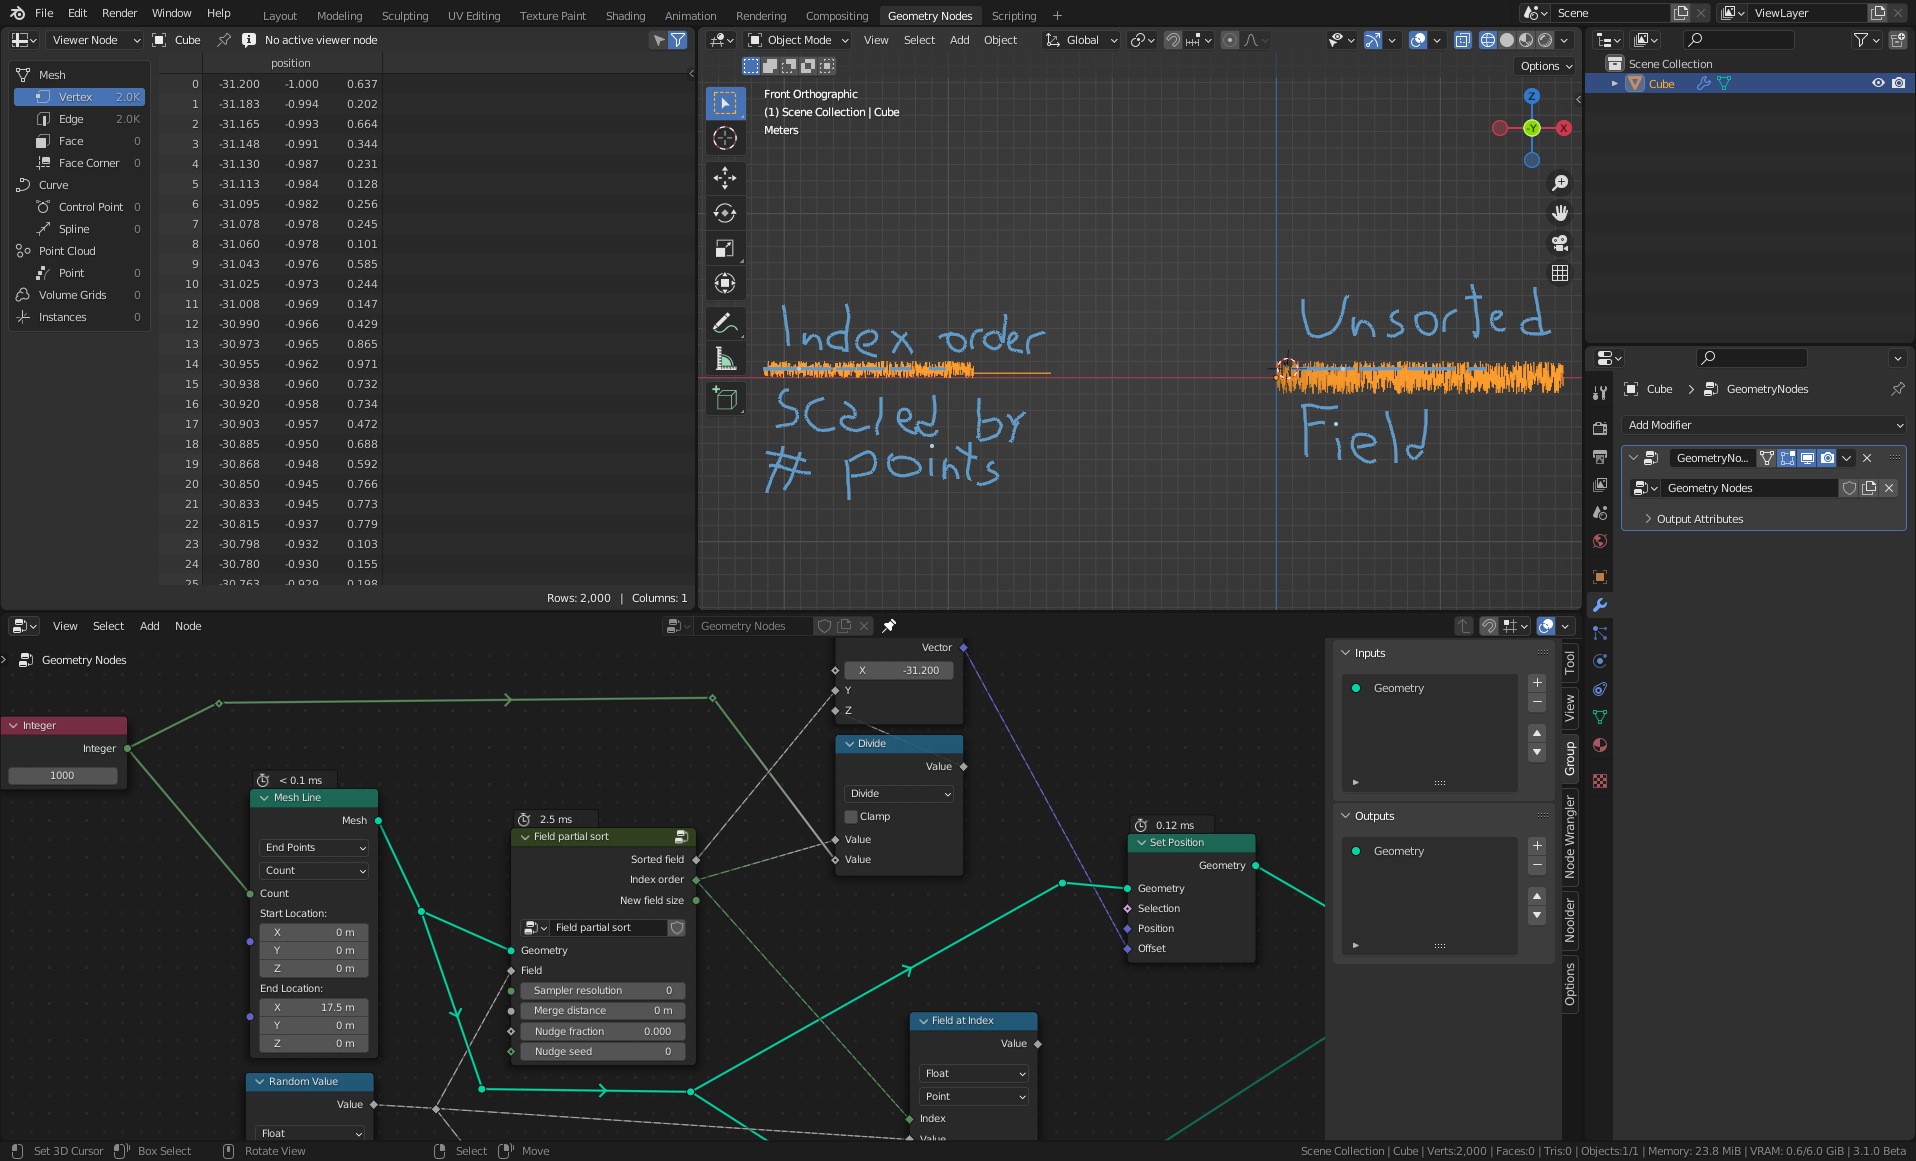 File Edit Render Window Help Layout Modeling Sculpting UV Editing Texture Paint Shading Animation Rendering Compositing Geometry Nodes Scripting + Scene ViewLayer
Viewer Node Cube No active viewer node
position
Mesh
Vertex 2.0K
Edge 2.0K
Face 0
Face Corner 0
Curve
Control Point 0
Spline 0
Point Cloud
Point 0
Volume Grids 0
Instances 0
0 -31.200 -1.000 0.637
1 -31.183 -0.994 0.202
2 -31.165 -0.993 0.664
3 -31.148 -0.991 0.344
4 -31.130 -0.987 0.231
5 -31.113 -0.984 0.128
6 -31.095 -0.982 0.256
7 -31.078 -0.978 0.245
8 -31.060 -0.978 0.101
9 -31.043 -0.976 0.585
10 -31.025 -0.973 0.244
11 -31.008 -0.969 0.147
12 -30.990 -0.966 0.429
13 -30.973 -0.965 0.865
14 -30.955 -0.962 0.971
15 -30.938 -0.960 0.732
16 -30.920 -0.958 0.734
17 -30.903 -0.957 0.472
18 -30.885 -0.950 0.688
19 -30.868 -0.948 0.592
20 -30.850 -0.945 0.766
21 -30.833 -0.945 0.773
22 -30.815 -0.937 0.779
23 -30.798 -0.932 0.103
24 -30.780 -0.930 0.155
25 -30.763 -0.929 0.198
Rows: 2,000 | Columns: 1
Object Mode View Select Add Object Global
Options
Front Orthographic
(1) Scene Collection | Cube
Meters
Z
-Y
X
Index order
Scaled by
# points
Unsorted
Field
Scene Collection
Cube
Cube > GeometryNodes
Add Modifier
GeometryNo...
Geometry Nodes
Output Attributes
View Select Add Node Geometry Nodes
Geometry Nodes
Integer
Integer
1000
< 0.1 ms
Mesh Line
Mesh
End Points
Count
Count
Start Location:
X 0 m
Y 0 m
Z 0 m
End Location:
X 17.5 m
Y 0 m
Z 0 m
Random Value
Value
Float
2.5 ms
Field partial sort
Sorted field
Index order
New field size
Field partial sort
Geometry
Field
Sampler resolution 0
Merge distance 0 m
Nudge fraction 0.000
Nudge seed 0
Vector
X -31.200
Y
Z
Divide
Value
Divide
Clamp
Value
Value
Field at Index
Value
Float
Point
Index
Value
0.12 ms
Set Position
Geometry
Geometry
Selection
Position
Offset
Inputs
Geometry
Outputs
Geometry
Tool
View
Group
Node Wrangler
Noodler
Options
Set 3D Cursor Box Select Rotate View Select Move Scene Collection | Cube | Verts:2,000 | Faces:0 | Tris:0 | Objects:1/1 | Memory: 23.8 MiB | VRAM: 0.6/6.0 GiB | 3.1.0 Beta